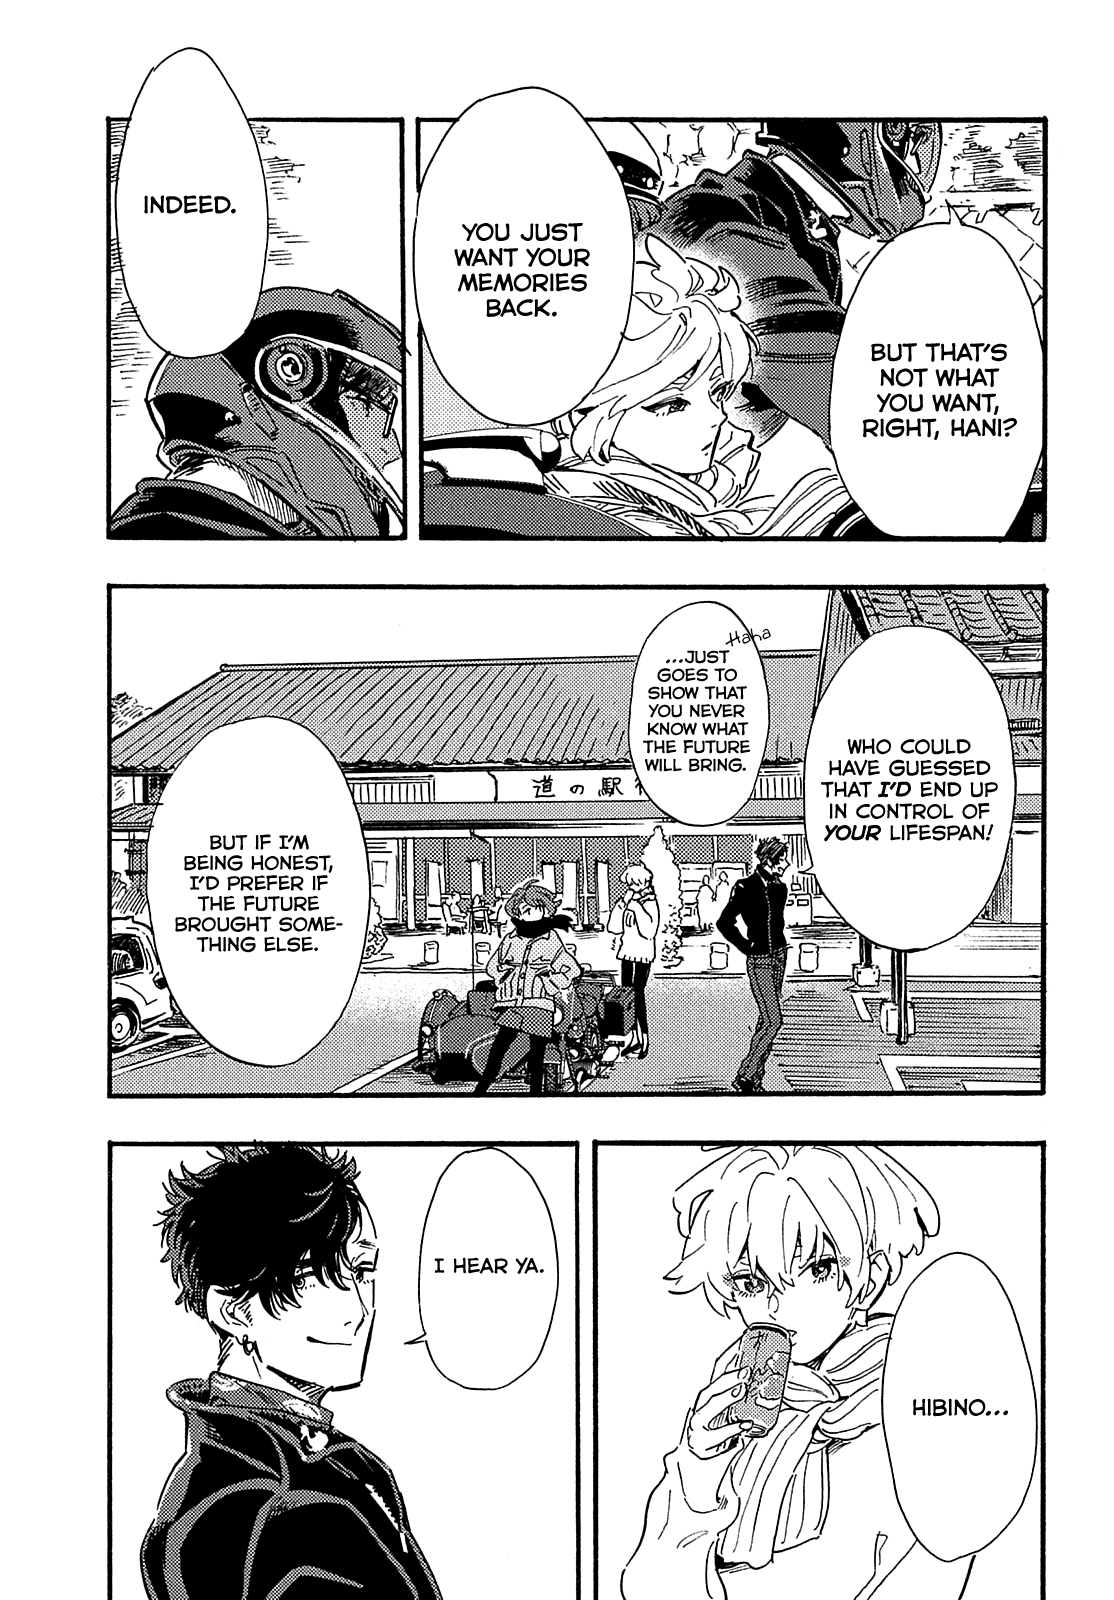 BUT THAT'S
NOT WHAT
YOU WANT,
RIGHT, HANI?
YOU JUST
WANT YOUR
MEMORIES
BACK.
INDEED.
WHO COULD
HAVE GUESSED
THAT I'D END UP
IN CONTROL OF
YOUR LIFESPAN!
Haha
...JUST
GOES TO
SHOW THAT
YOU NEVER
KNOW WHAT
THE FUTURE
WILL BRING.
道の駅
BUT IF I'M
BEING HONEST,
I'D PREFER IF
THE FUTURE
BROUGHT SOME-
THING ELSE.
HIBINO...
I HEAR YA.